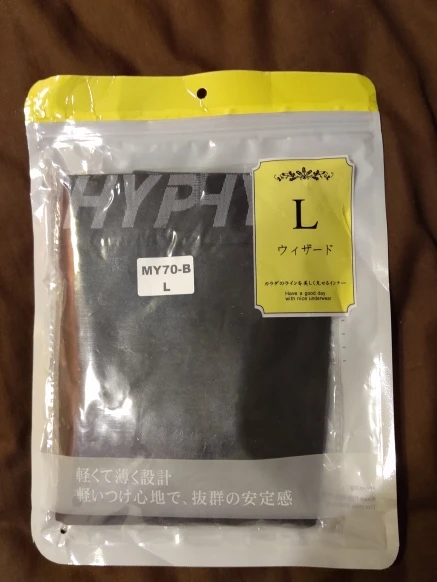 HYPHY
L
ウィザード
カラダのラインを美しく見せるインナー
Have a good day
with nice underwear
MY70-B
L
軽くて薄く設計
軽いつけ心地で、抜群の安定感